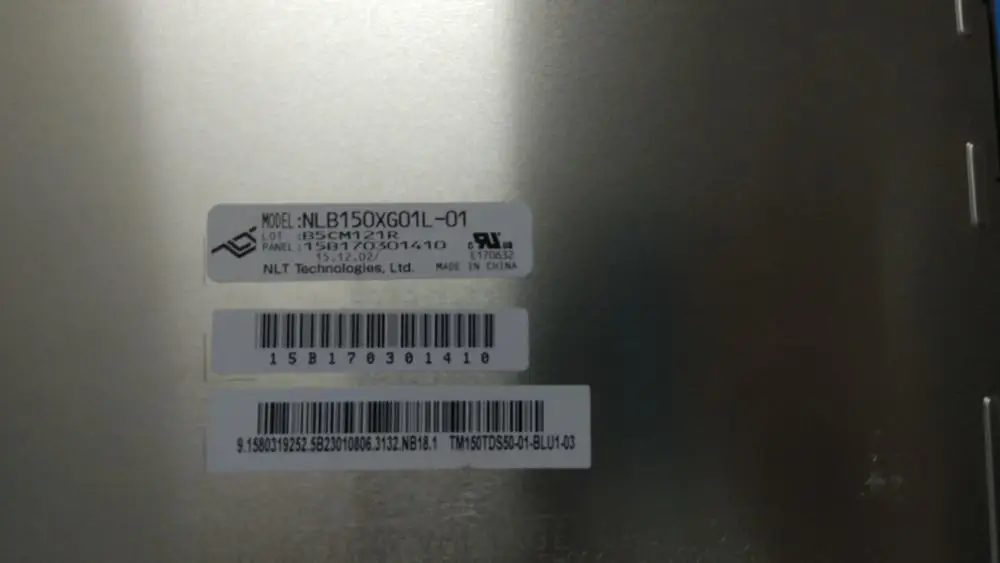 MODEL:NLB150XG01L-01
LOT :B5CM121R
PANEL:15B170301410
15.12.02/
E170632
NLT Technologies, Ltd. MADE IN CHINA
15B170301410
9.1580319252.5B23010806.3132.NB18.1 TM150TDS50-01-BLU1-03